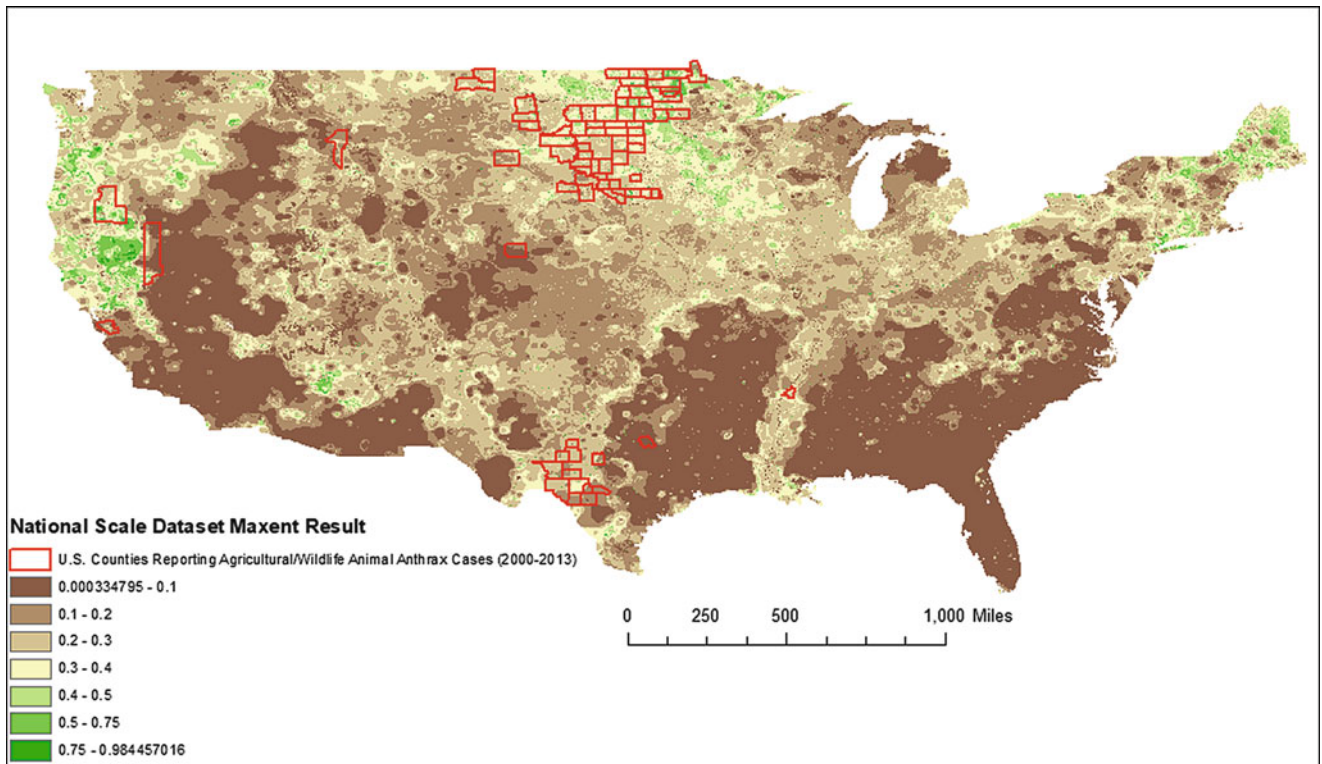 National Scale Dataset Maxent Result
U.S. Counties Reporting Agricultural/Wildlife Animal Anthrax Cases (2000-2013)
0.000334795 - 0.1
0.1 - 0.2
0.2 - 0.3
0.3 - 0.4
0.4 - 0.5
0.5 - 0.75
0.75 - 0.984457016
0 250 500 1,000 Miles